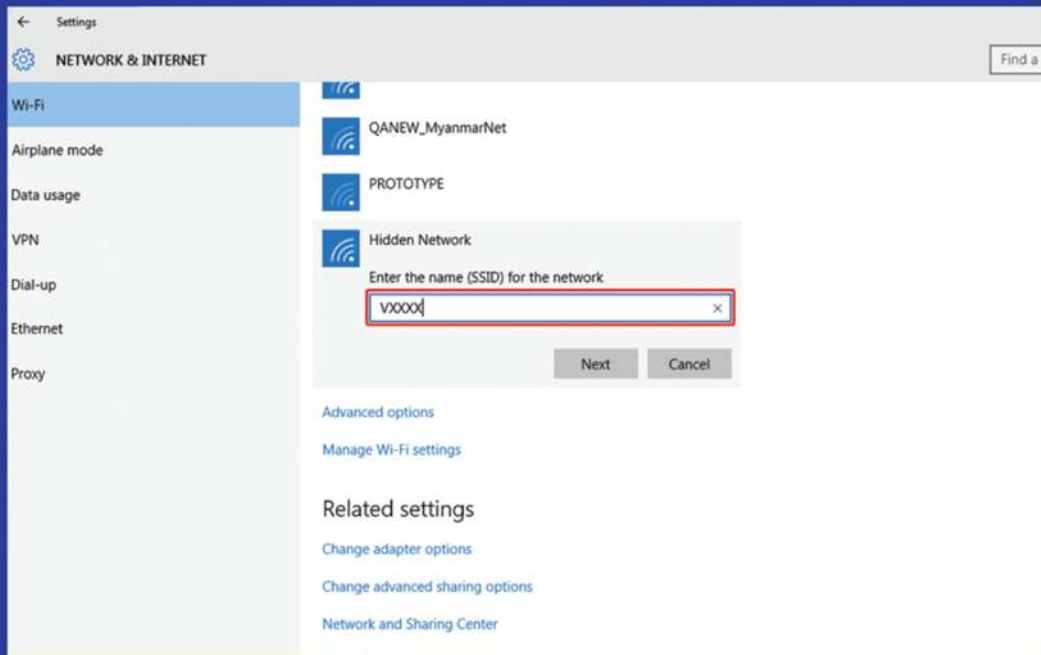 Settings
NETWORK & INTERNET
Find a
Wi-Fi
Airplane mode
Data usage
VPN
Dial-up
Ethernet
Proxy
QANEW_MyanmarNet
PROTOTYPE
Hidden Network
Enter the name (SSID) for the network
VXXXX
Next Cancel
Advanced options
Manage Wi-Fi settings
Related settings
Change adapter options
Change advanced sharing options
Network and Sharing Center